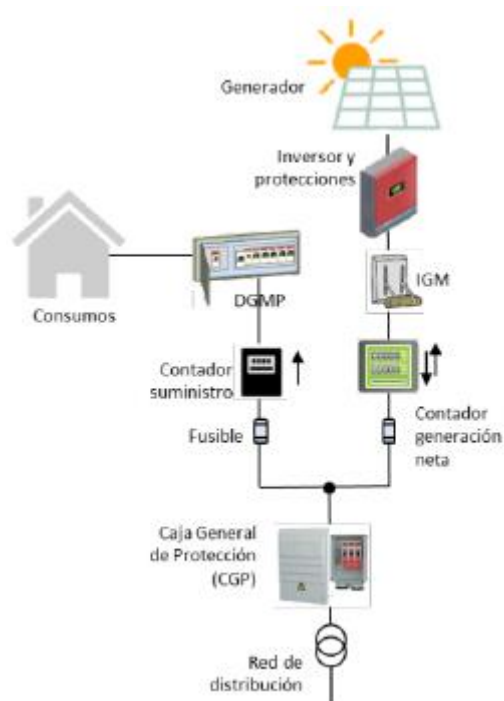 Generador
Inversor y
protecciones
IGM
DGMP
Consumos
Contador
suministro
Fusible
Contador
generación
neta
Caja General
de Protección
(CGP)
Red de
distribución